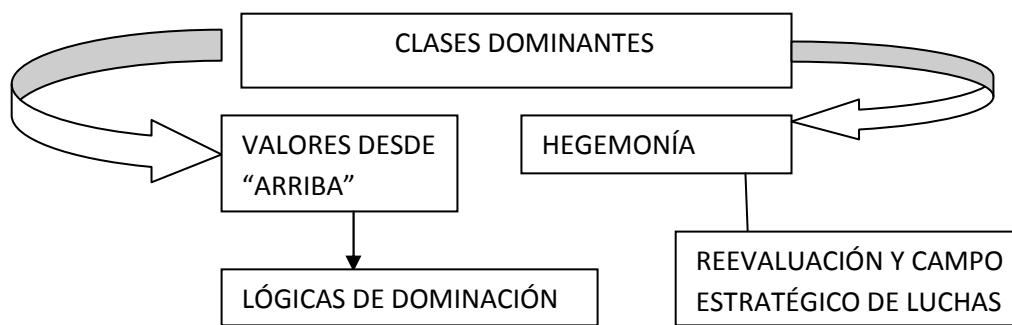 CLASES DOMINANTES
VALORES DESDE
“ARRIBA”
HEGEMONÍA
LÓGICAS DE DOMINACIÓN
REEVALUACIÓN Y CAMPO
ESTRATÉGICO DE LUCHAS